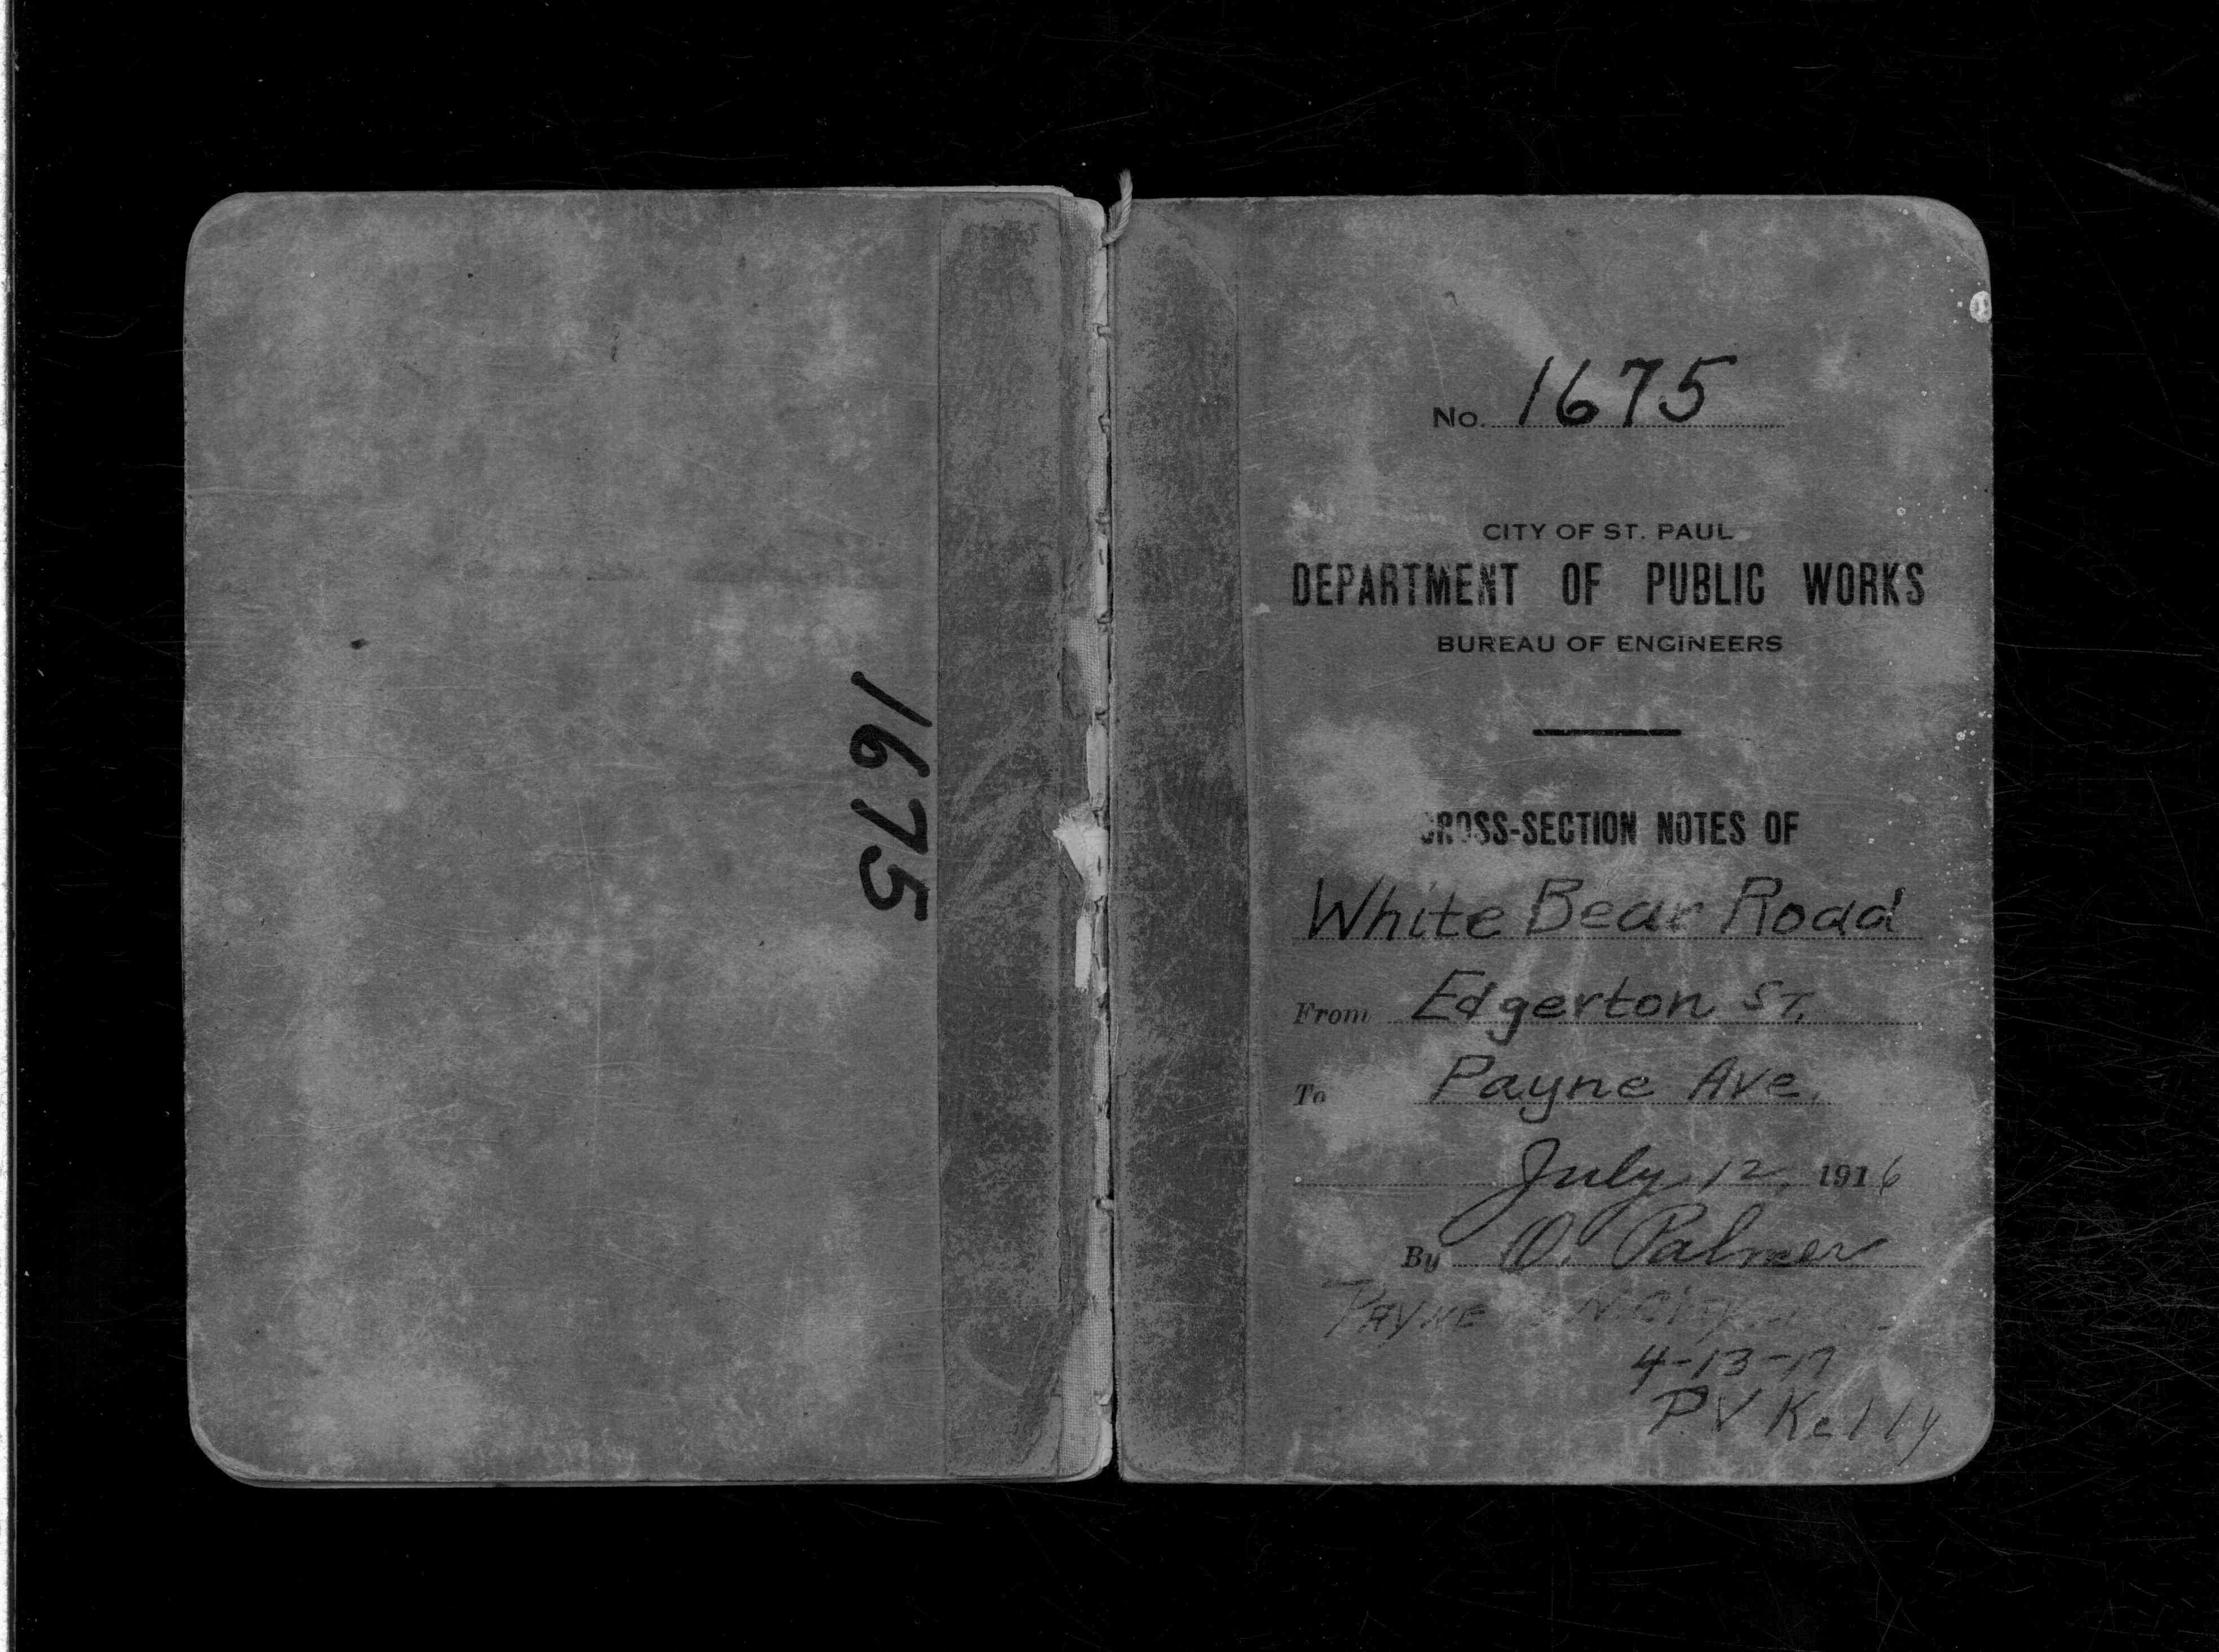 1675
No. 1675
CITY OF ST. PAUL
DEPARTMENT OF PUBLIC WORKS
BUREAU OF ENGINEERS
CROSS-SECTION NOTES OF
White Bear Road
From Edgerton St.
To Payne Ave.
July 12, 1916
By O. Palmer
PAYNE
4-13-17
P.V Kelly